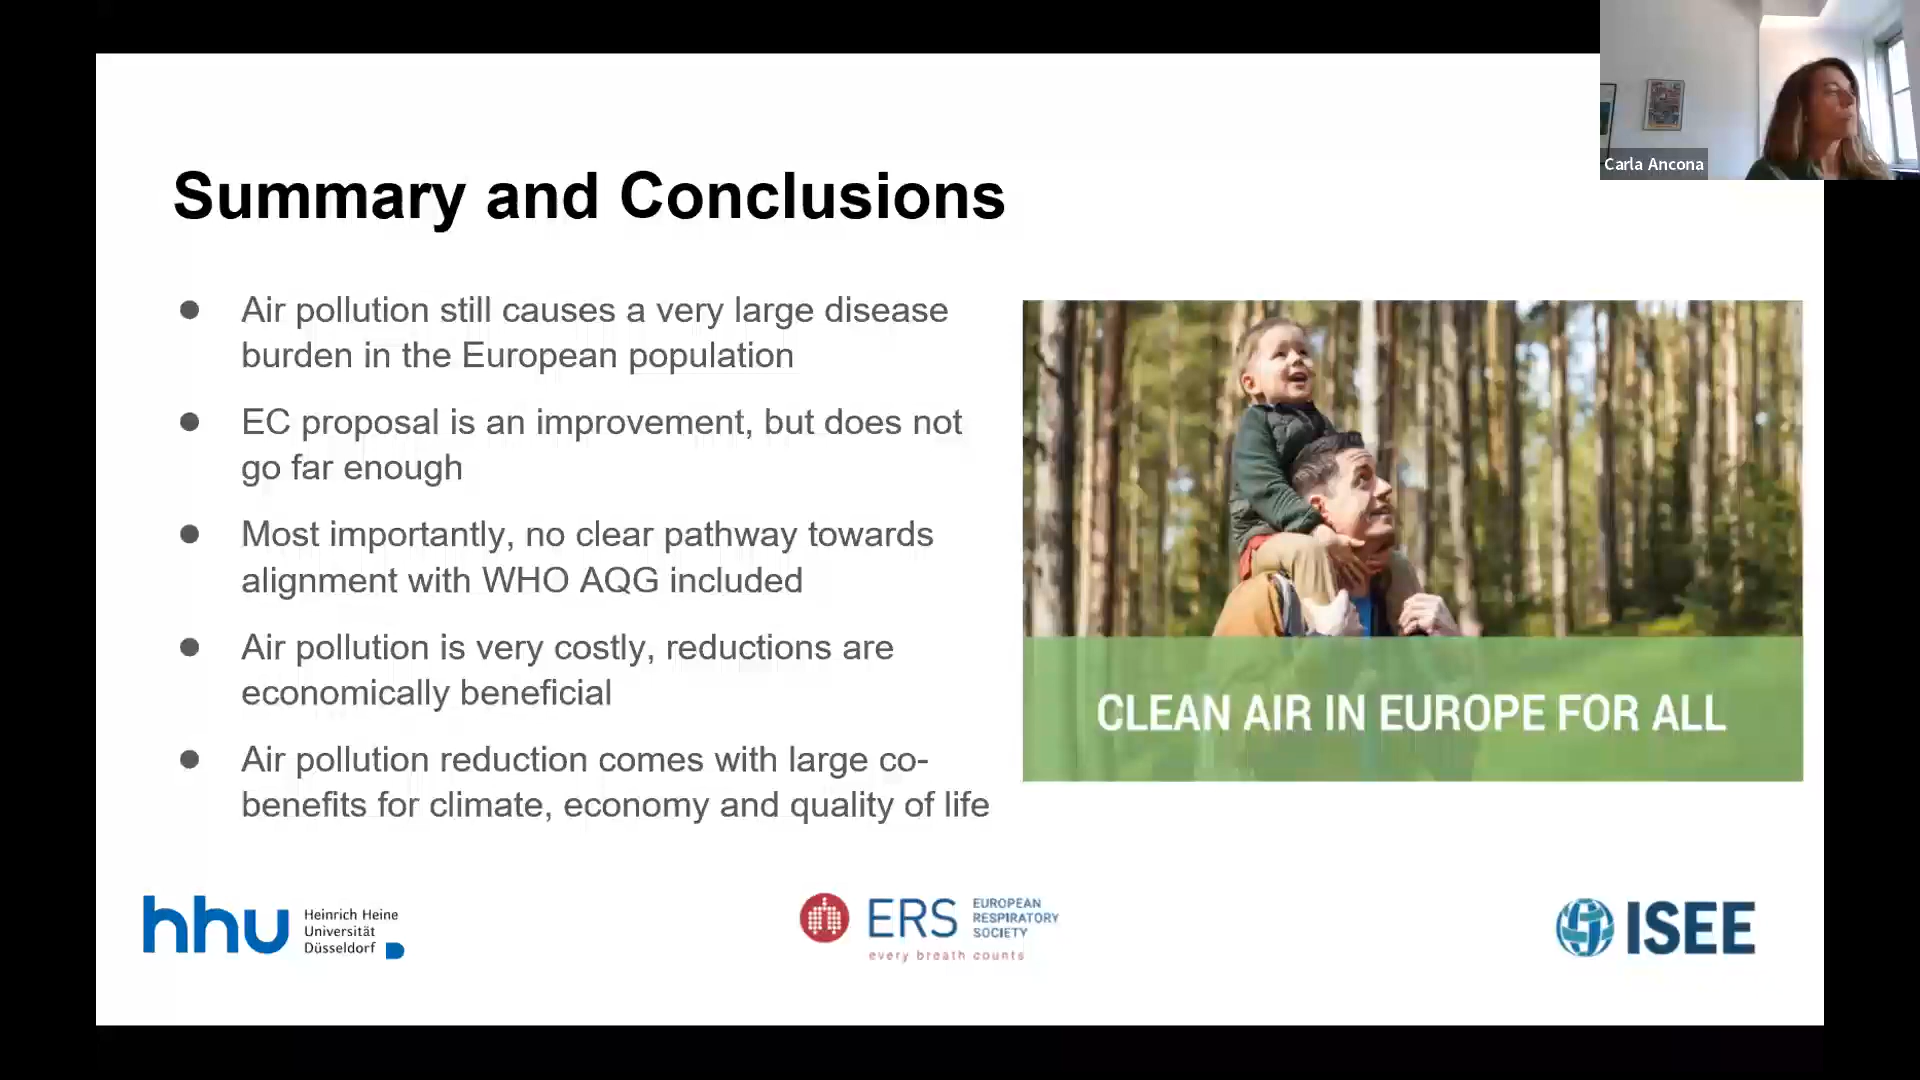 Carla Ancona
Summary and Conclusions
● Air pollution still causes a very large disease
burden in the European population
● EC proposal is an improvement, but does not
go far enough
● Most importantly, no clear pathway towards
alignment with WHO AQG included
● Air pollution is very costly, reductions are
economically beneficial
● Air pollution reduction comes with large co-
benefits for climate, economy and quality of life
CLEAN AIR IN EUROPE FOR ALL
hhu
Heinrich Heine
Universität
Düsseldorf
ERS
EUROPEAN
RESPIRATORY
SOCIETY
every breath counts
ISEE